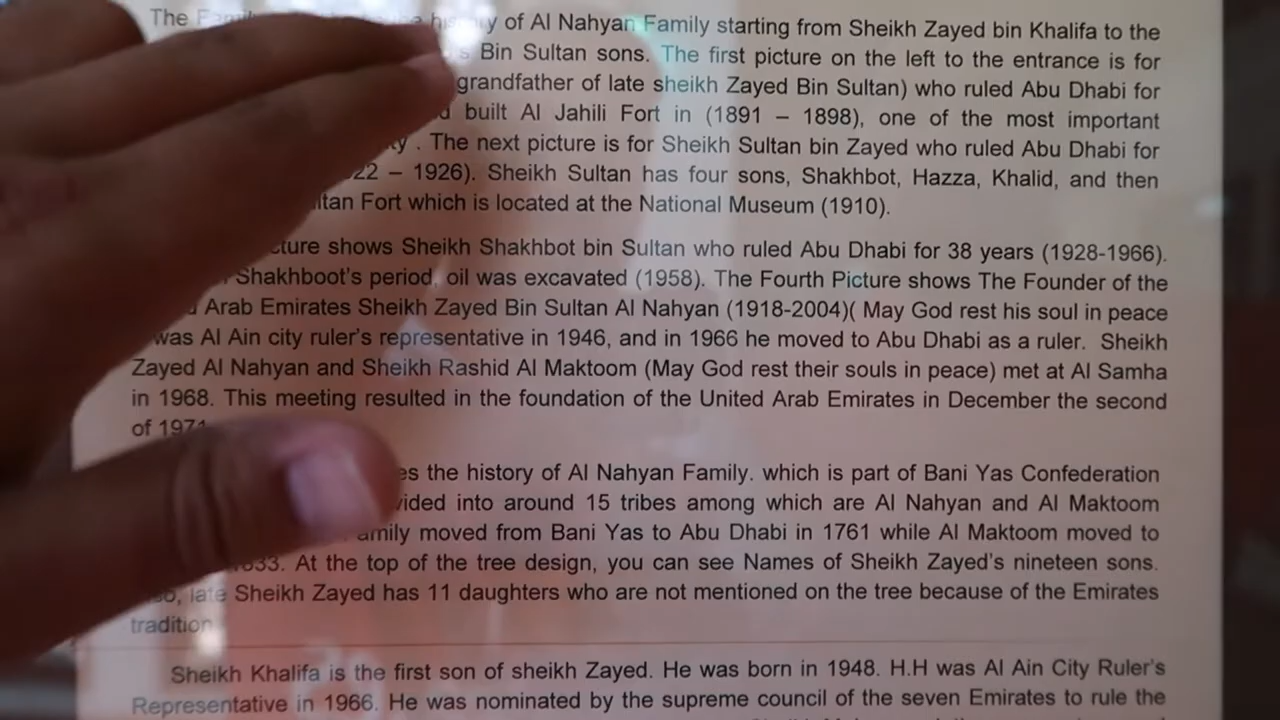 The history of Al Nahyan Family starting from Sheikh Zayed bin Khalifa to the
Bin Sultan sons. The first picture on the left to the entrance is for
grandfather of late sheikh Zayed Bin Sultan) who ruled Abu Dhabi for
built Al Jahili Fort in (1891 – 1898), one of the most important
. The next picture is for Sheikh Sultan bin Zayed who ruled Abu Dhabi for
– 1926). Sheikh Sultan has four sons, Shakhbot, Hazza, Khalid, and then
Fort which is located at the National Museum (1910).
shows Sheikh Shakhbot bin Sultan who ruled Abu Dhabi for 38 years (1928-1966).
Shakhboot's period, oil was excavated (1958). The Fourth Picture shows The Founder of the
Arab Emirates Sheikh Zayed Bin Sultan Al Nahyan (1918-2004)( May God rest his soul in peace
was Al Ain city ruler's representative in 1946, and in 1966 he moved to Abu Dhabi as a ruler. Sheikh
Zayed Al Nahyan and Sheikh Rashid Al Maktoom (May God rest their souls in peace) met at Al Samha
in 1968. This meeting resulted in the foundation of the United Arab Emirates in December the second
of 1971
the history of Al Nahyan Family. which is part of Bani Yas Confederation
into around 15 tribes among which are Al Nahyan and Al Maktoom
moved from Bani Yas to Abu Dhabi in 1761 while Al Maktoom moved to
At the top of the tree design, you can see Names of Sheikh Zayed's nineteen sons.
late Sheikh Zayed has 11 daughters who are not mentioned on the tree because of the Emirates
tradition
Sheikh Khalifa is the first son of sheikh Zayed. He was born in 1948. H.H was Al Ain City Ruler's
Representative in 1966. He was nominated by the supreme council of the seven Emirates to rule the